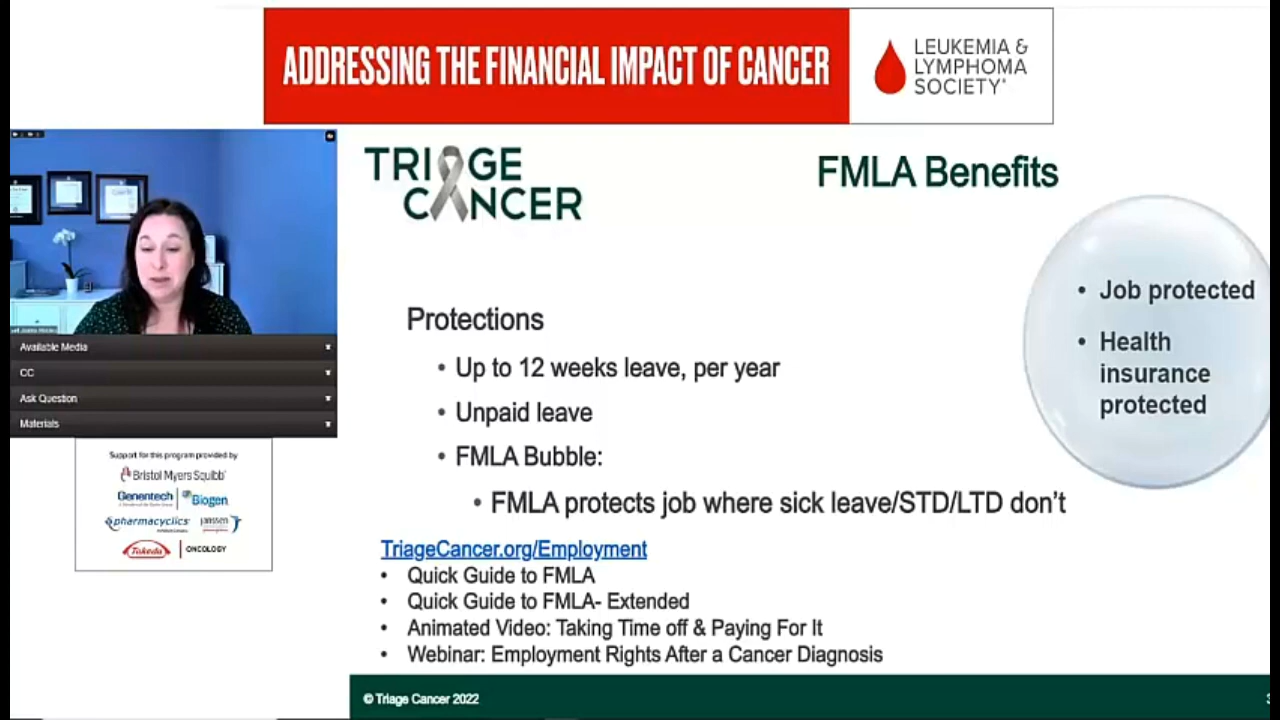 ADDRESSING THE FINANCIAL IMPACT OF CANCER
LEUKEMIA &
LYMPHOMA
SOCIETY®
TRIAGE
CANCER
FMLA Benefits
• Job protected
• Health
insurance
protected
Protections
• Up to 12 weeks leave, per year
• Unpaid leave
• FMLA Bubble:
• FMLA protects job where sick leave/STD/LTD don't
TriageCancer.org/Employment
• Quick Guide to FMLA
• Quick Guide to FMLA- Extended
• Animated Video: Taking Time off & Paying For It
• Webinar: Employment Rights After a Cancer Diagnosis
© Triage Cancer 2022
Available Media
CC
Ask Question
Materials
Support for this program provided by
Bristol Myers Squibb™
Genentech
Biogen
pharmacyclics
janssen
Takeda
ONCOLOGY